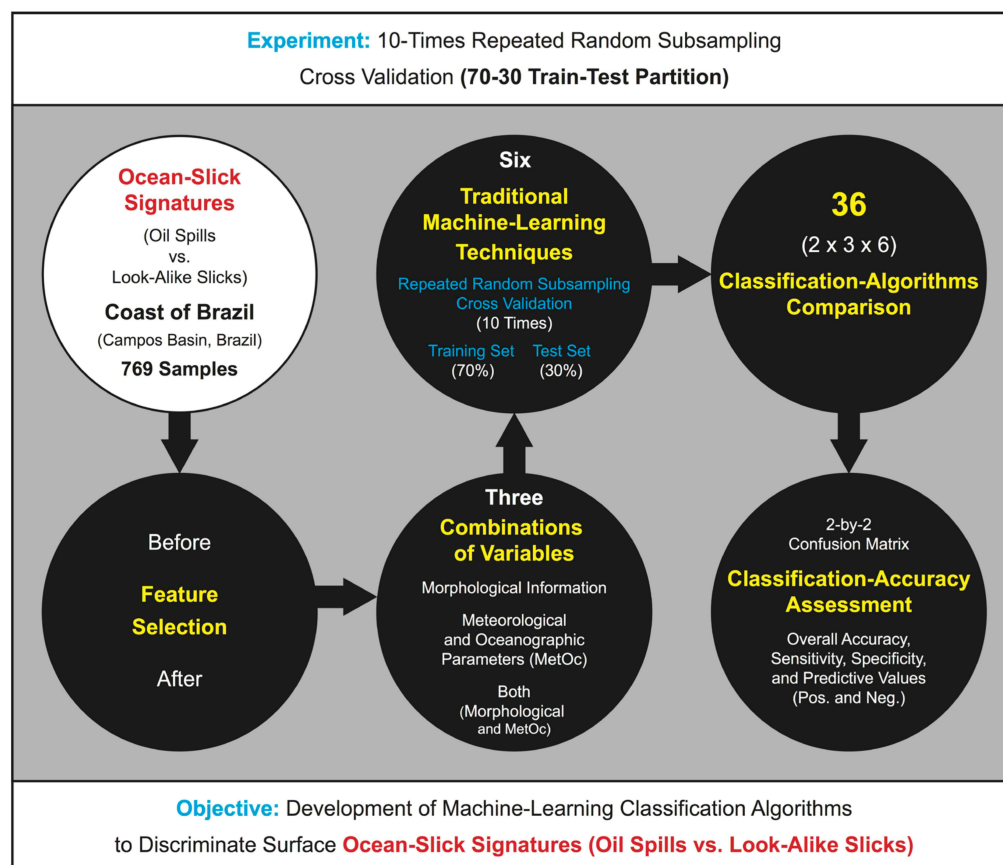 Experiment: 10-Times Repeated Random Subsampling
Cross Validation (70-30 Train-Test Partition)
Ocean-Slick
Signatures
(Oil Spills
vs.
Look-Alike Slicks)
Coast of Brazil
(Campos Basin, Brazil)
769 Samples
Before
Feature
Selection
After
Three
Combinations
of Variables
Morphological Information
Meteorological
and Oceanographic
Parameters (MetOc)
Both
(Morphological
and MetOc)
Six
Traditional
Machine-Learning
Techniques
Repeated Random Subsampling
Cross Validation
(10 Times)
Training Set Test Set
(70%) (30%)
36
(2 x 3 x 6)
Classification-Algorithms
Comparison
2-by-2
Confusion Matrix
Classification-Accuracy
Assessment
Overall Accuracy,
Sensitivity, Specificity,
and Predictive Values
(Pos. and Neg.)
Objective: Development of Machine-Learning Classification Algorithms
to Discriminate Surface Ocean-Slick Signatures (Oil Spills vs. Look-Alike Slicks)